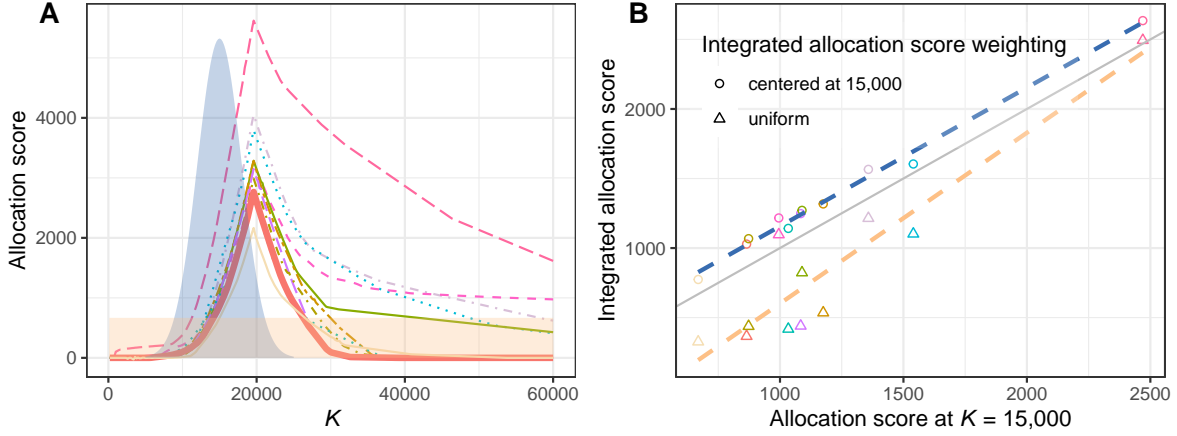 A
Allocation score
4000
2000
0
0
20000
40000
60000
K
B
Integrated allocation score
2000
1000
Integrated allocation score weighting
centered at 15,000
uniform
1000
1500
2000
2500
Allocation score at K = 15,000